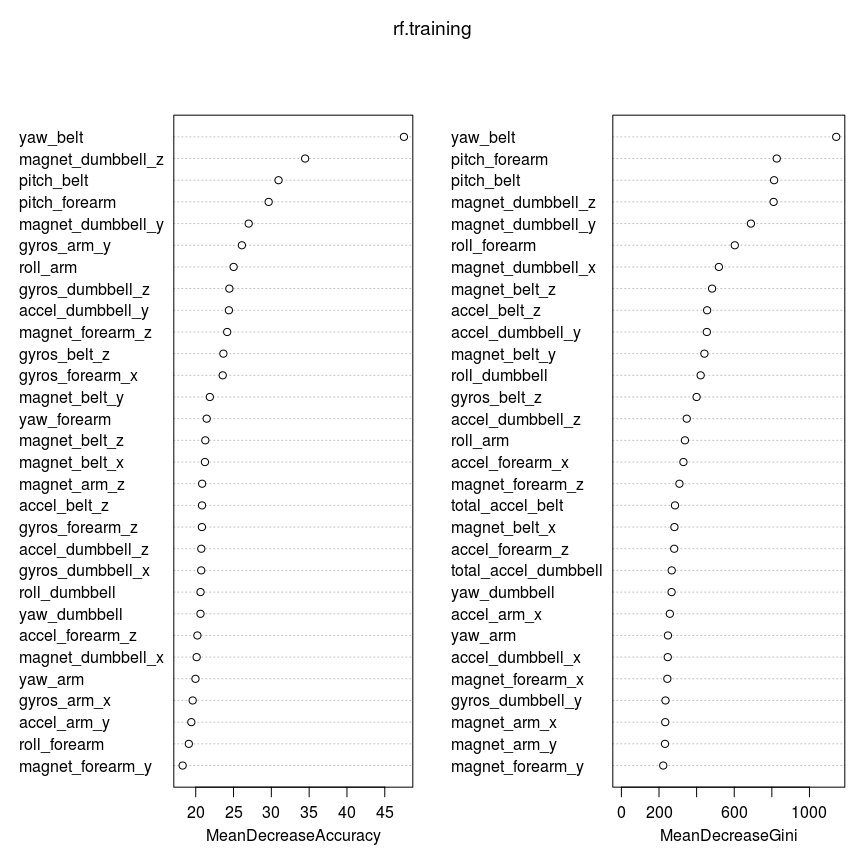 rf.training
yaw_belt
magnet_dumbbell_z
pitch_belt
pitch_forearm
magnet_dumbbell_y
gyros_arm_y
roll_arm
gyros_dumbbell_z
accel_dumbbell_y
magnet_forearm_z
gyros_belt_z
gyros_forearm_x
magnet_belt_y
yaw_forearm
magnet_belt_z
magnet_belt_x
magnet_arm_z
accel_belt_z
gyros_forearm_z
accel_dumbbell_z
gyros_dumbbell_x
roll_dumbbell
yaw_dumbbell
accel_forearm_z
magnet_dumbbell_x
yaw_arm
gyros_arm_x
accel_arm_y
roll_forearm
magnet_forearm_y
20 25 30 35 40 45
MeanDecreaseAccuracy
yaw_belt
pitch_forearm
pitch_belt
magnet_dumbbell_z
magnet_dumbbell_y
roll_forearm
magnet_dumbbell_x
magnet_belt_z
accel_belt_z
accel_dumbbell_y
magnet_belt_y
roll_dumbbell
gyros_belt_z
accel_dumbbell_z
roll_arm
accel_forearm_x
magnet_forearm_z
total_accel_belt
magnet_belt_x
accel_forearm_z
total_accel_dumbbell
yaw_dumbbell
accel_arm_x
yaw_arm
accel_dumbbell_x
magnet_forearm_x
gyros_dumbbell_y
magnet_arm_x
magnet_arm_y
magnet_forearm_y
0 200 600 1000
MeanDecreaseGini